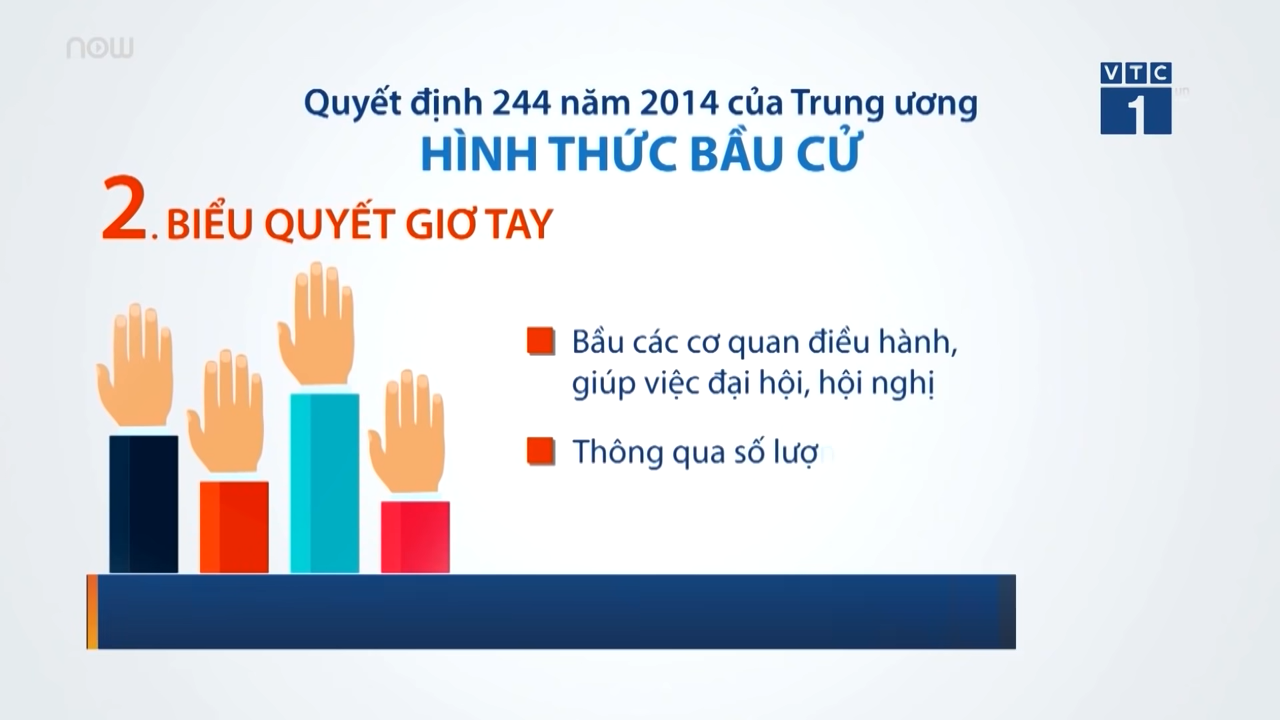 now
VTC
1
Quyết định 244 năm 2014 của Trung ương
HÌNH THỨC BẦU CỬ
2. BIỂU QUYẾT GIƠ TAY
Bầu các cơ quan điều hành,
giúp việc đại hội, hội nghị
Thông qua số lượn